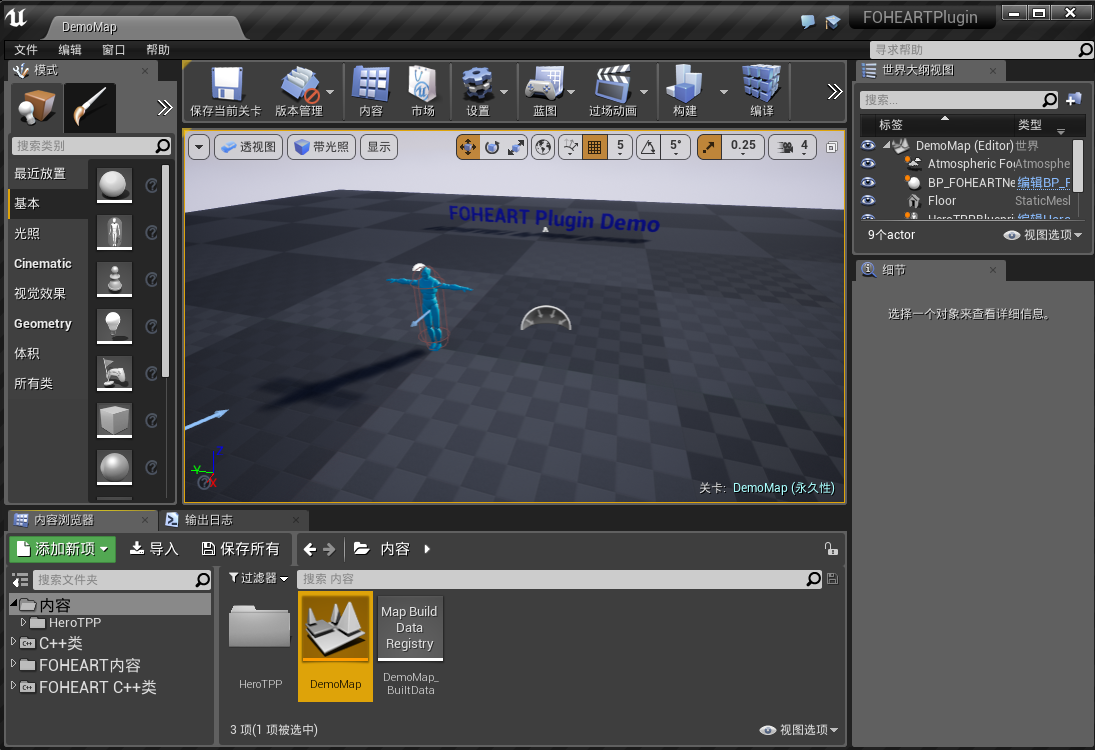 DemoMap
FOHEARTPlugin
文件 编辑 窗口 帮助
寻求帮助
模式
搜索类别
最近放置
基本
光照
Cinematic
视觉效果
Geometry
体积
所有类
保存当前关卡 版本管理 内容 市场 设置 蓝图 过场动画 构建 编译
透视图 带光照 显示
5 5° 0.25 4
FOHEART Plugin Demo
Z
Y
X
关卡: DemoMap (永久性)
世界大纲视图
搜索...
标签 类型
DemoMap (Editor) 世界
Atmospheric Fo Atmosphe
BP_FOHEARTNe 编辑BP_F
Floor StaticMesl
HeroTPPBluepri 编辑Hero
9个actor 视图选项
细节
选择一个对象来查看详细信息。
内容浏览器 输出日志
添加新项 导入 保存所有 内容
搜索文件夹
过滤器 搜索 内容
内容
HeroTPP
C++类
FOHEART内容
FOHEART C++类
HeroTPP
DemoMap
Map Build
Data
Registry
DemoMap_
BuiltData
3 项(1 项被选中) 视图选项